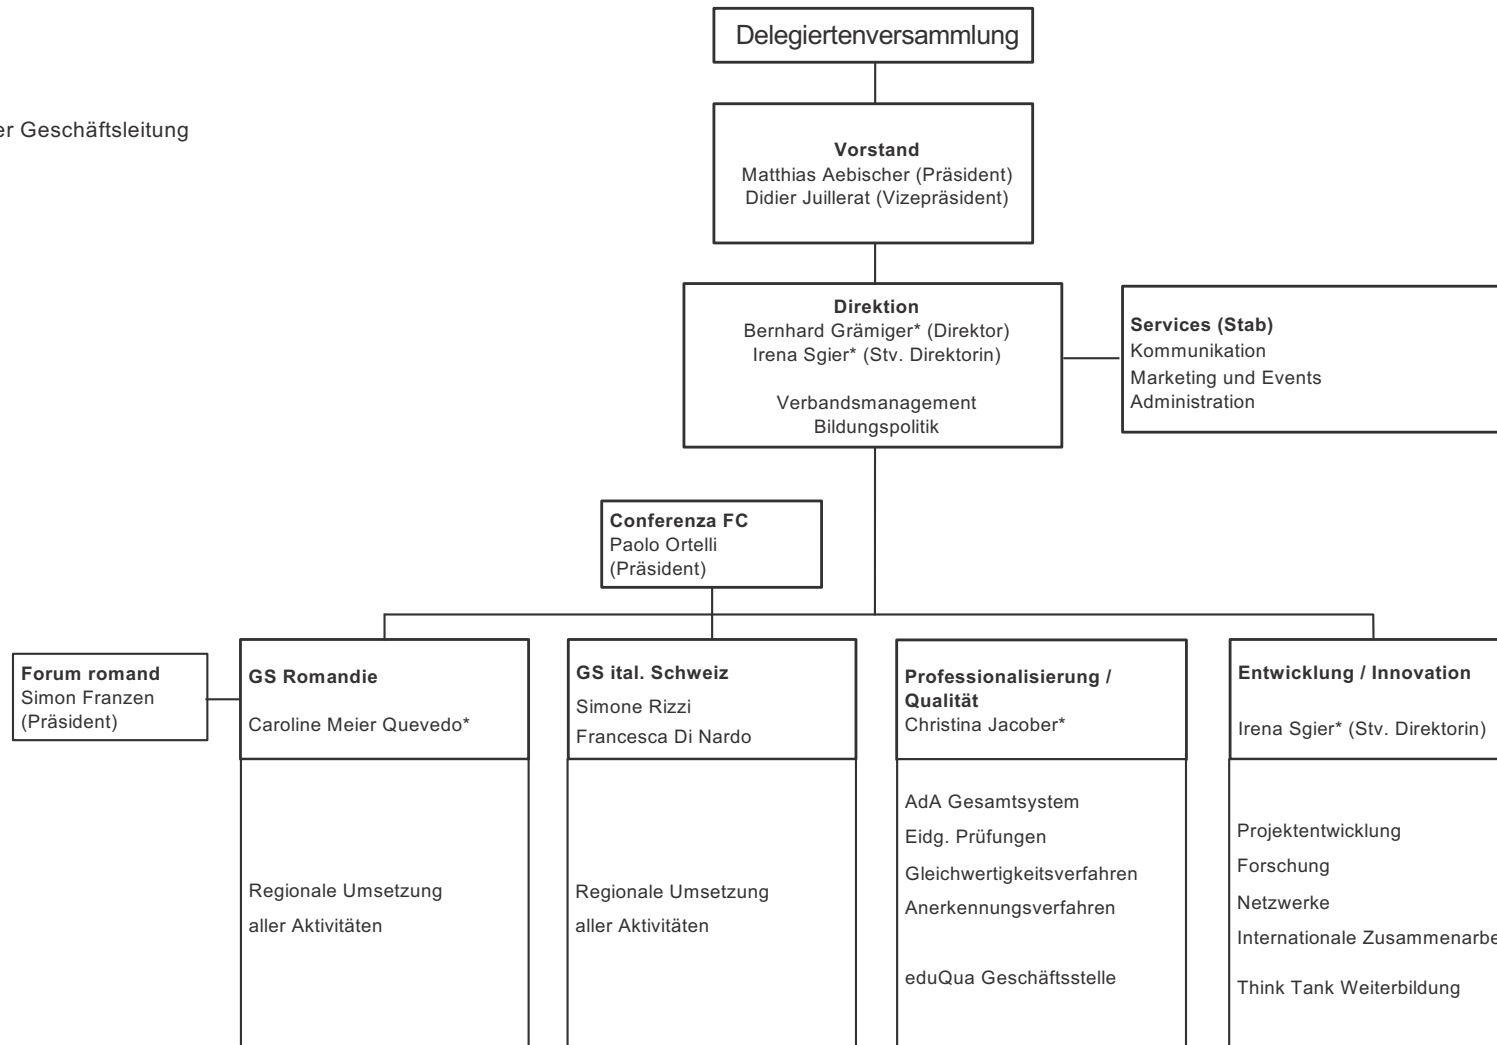 Delegiertenversammlung
er Geschäftsleitung
Vorstand
Matthias Aebischer (Präsident)
Didier Juillerat (Vizepräsident)
Direktion
Bernhard Grämiger* (Direktor)
Irena Sgier* (Stv. Direktorin)
Verbandsmanagement
Bildungspolitik
Services (Stab)
Kommunikation
Marketing und Events
Administration
Conferenza FC
Paolo Ortelli
(Präsident)
Forum romand
Simon Franzen
(Präsident)
GS Romandie
Caroline Meier Quevedo*
Regionale Umsetzung
aller Aktivitäten
GS ital. Schweiz
Simone Rizzi
Francesca Di Nardo
Regionale Umsetzung
aller Aktivitäten
Professionalisierung /
Qualität
Christina Jacober*
AdA Gesamtsystem
Eidg. Prüfungen
Gleichwertigkeitsverfahren
Anerkennungsverfahren
eduQua Geschäftsstelle
Entwicklung / Innovation
Irena Sgier* (Stv. Direktorin)
Projektentwicklung
Forschung
Netzwerke
Internationale Zusammenarbe
Think Tank Weiterbildung